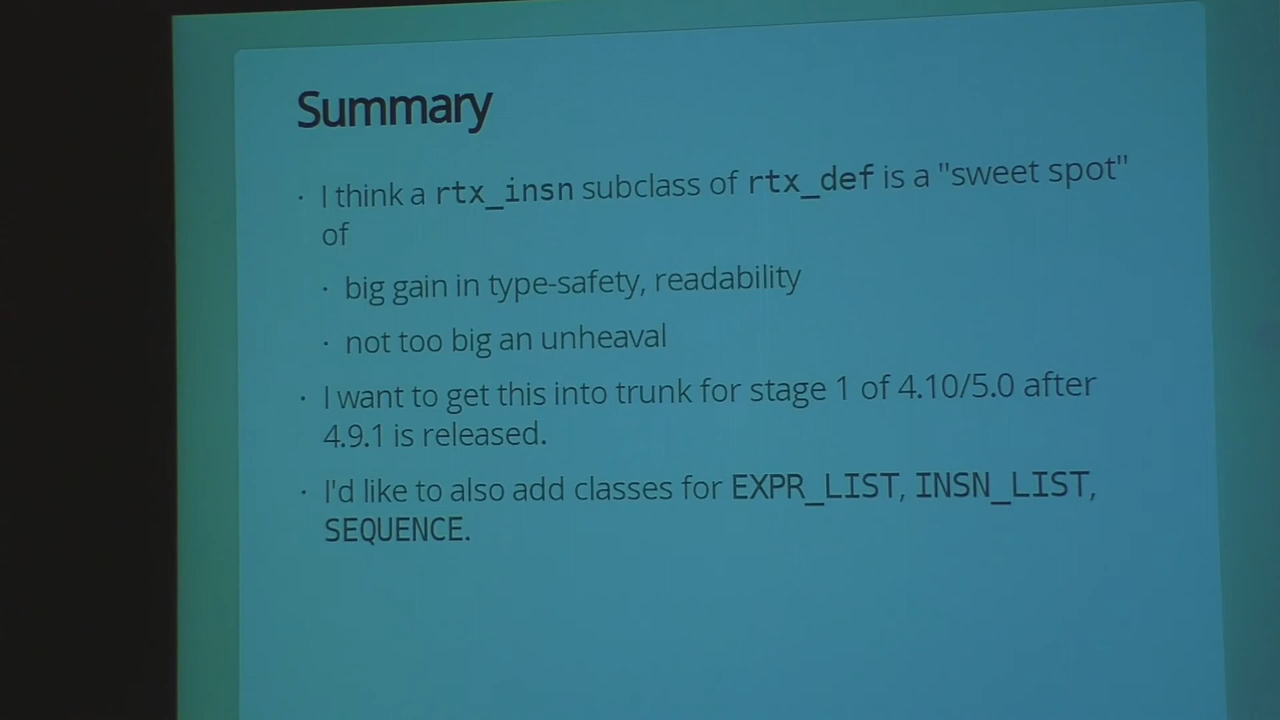 Summary
· I think a rtx_insn subclass of rtx_def is a "sweet spot"
of
· big gain in type-safety, readability
· not too big an unheaval
· I want to get this into trunk for stage 1 of 4.10/5.0 after
4.9.1 is released.
· I'd like to also add classes for EXPR_LIST, INSN_LIST,
SEQUENCE.